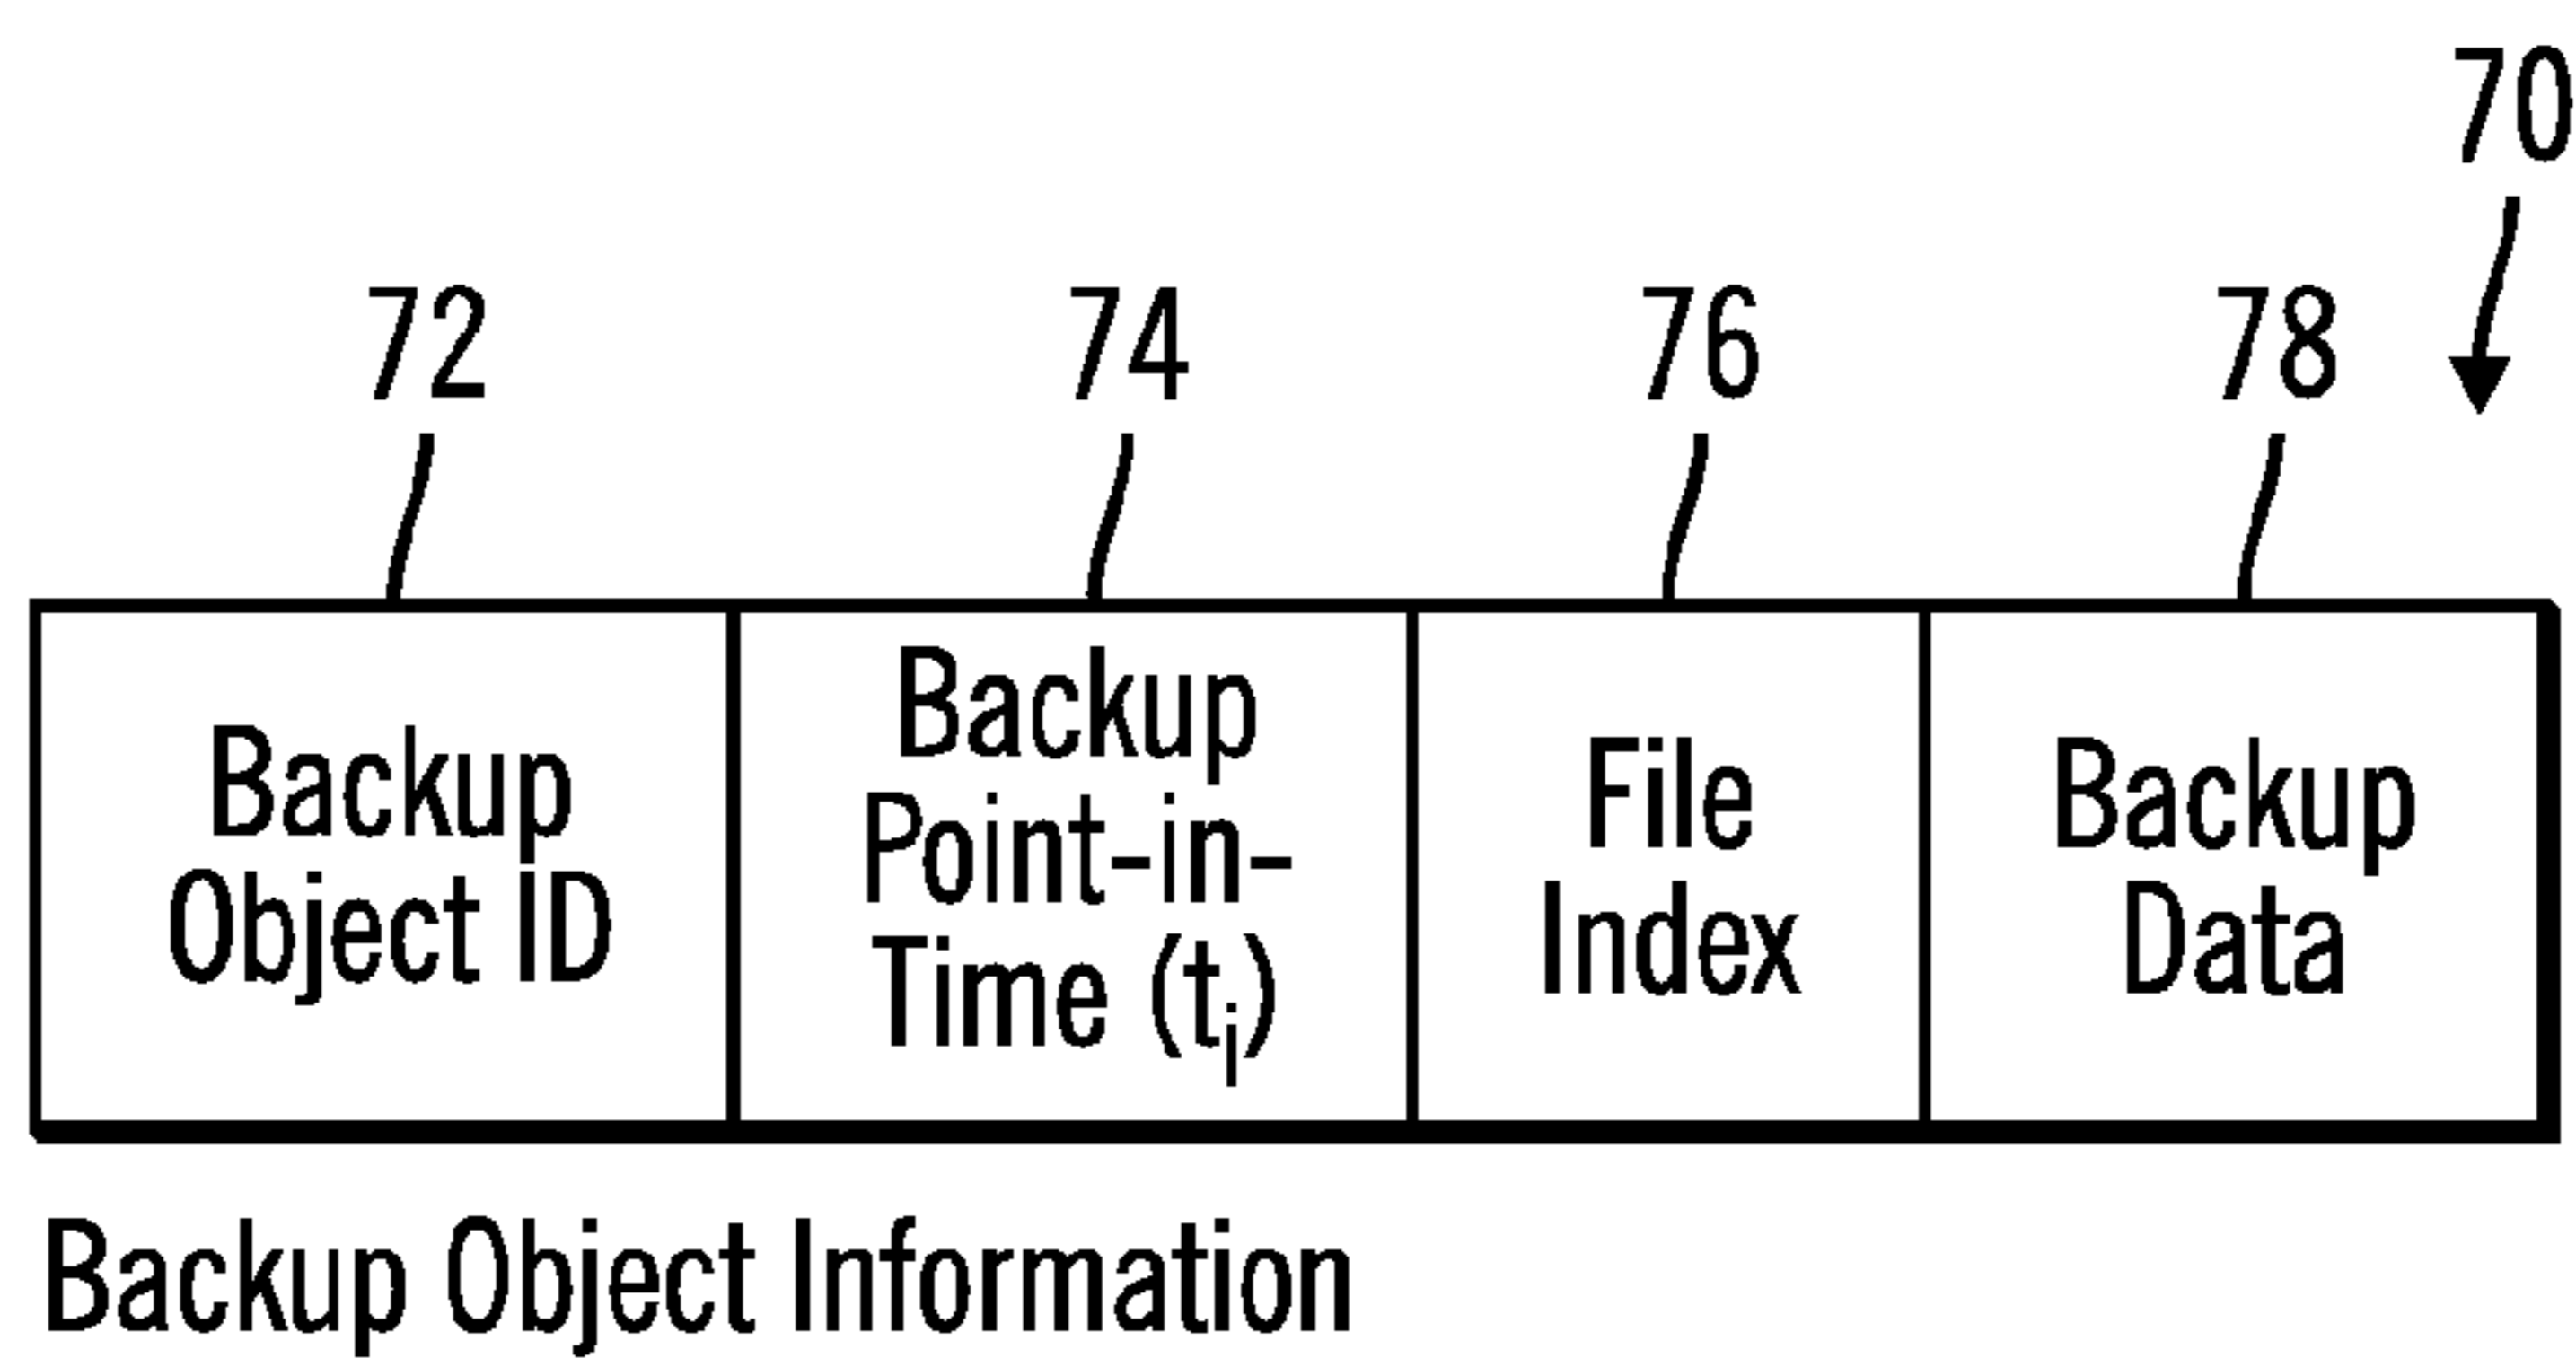 70
72
74
76
78
Backup
Object ID
Backup
Point-in-
Time (tᵢ)
File
Index
Backup
Data
Backup Object Information